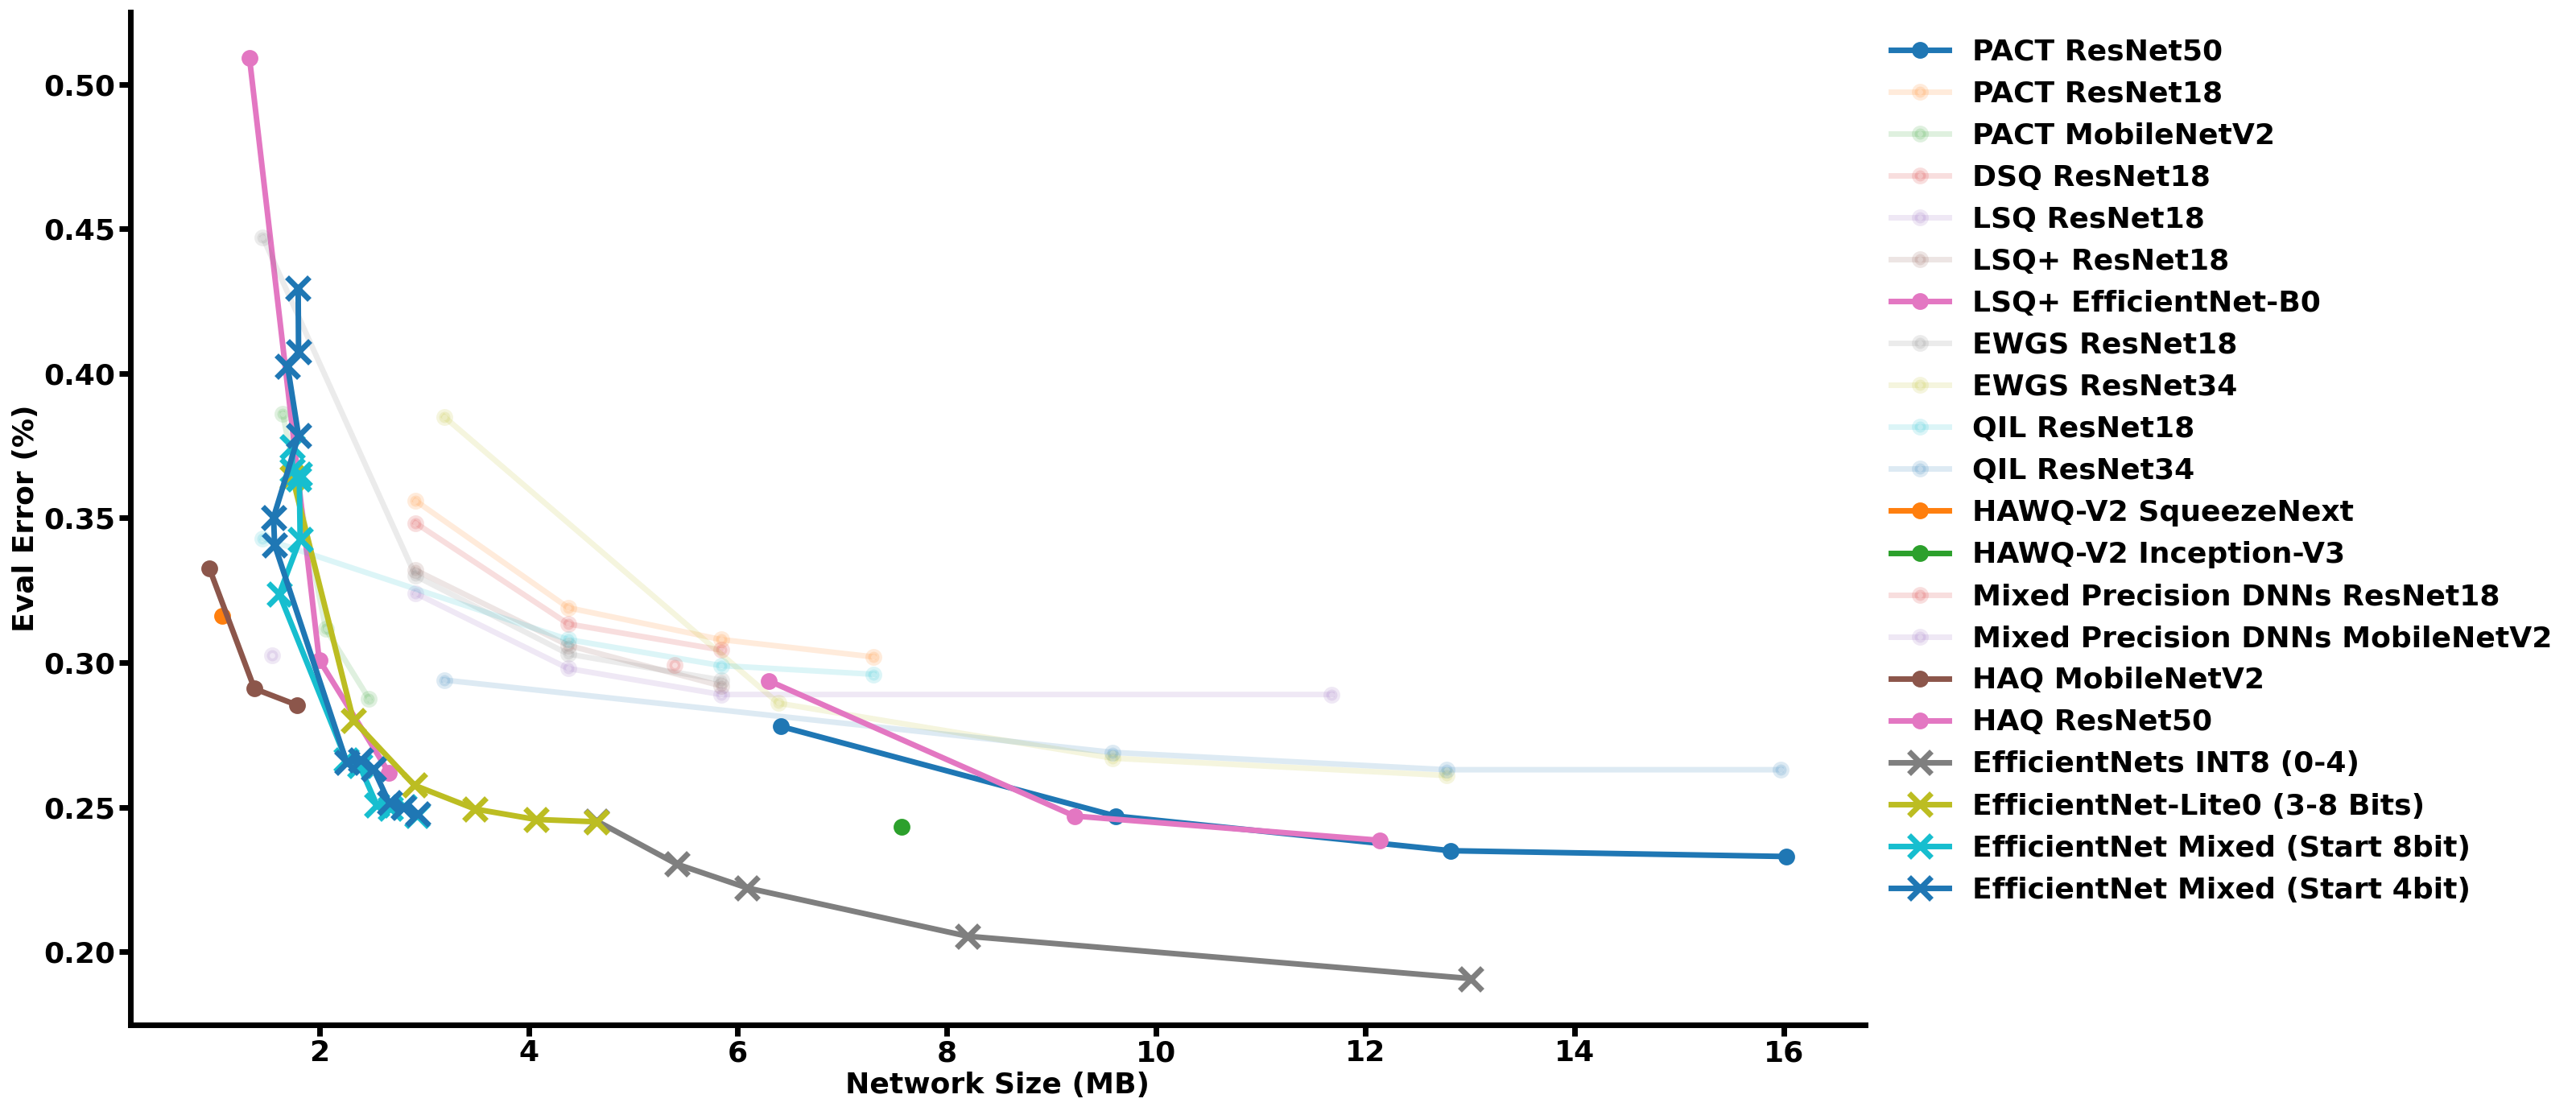 0.50
0.45
0.40
0.35
0.30
0.25
0.20
Eval Error (%)
2 4 6 8 10 12 14 16
Network Size (MB)
PACT ResNet50
PACT ResNet18
PACT MobileNetV2
DSQ ResNet18
LSQ ResNet18
LSQ+ ResNet18
LSQ+ EfficientNet-B0
EWGS ResNet18
EWGS ResNet34
QIL ResNet18
QIL ResNet34
HAWQ-V2 SqueezeNext
HAWQ-V2 Inception-V3
Mixed Precision DNNs ResNet18
Mixed Precision DNNs MobileNetV2
HAQ MobileNetV2
HAQ ResNet50
EfficientNets INT8 (0-4)
EfficientNet-Lite0 (3-8 Bits)
EfficientNet Mixed (Start 8bit)
EfficientNet Mixed (Start 4bit)